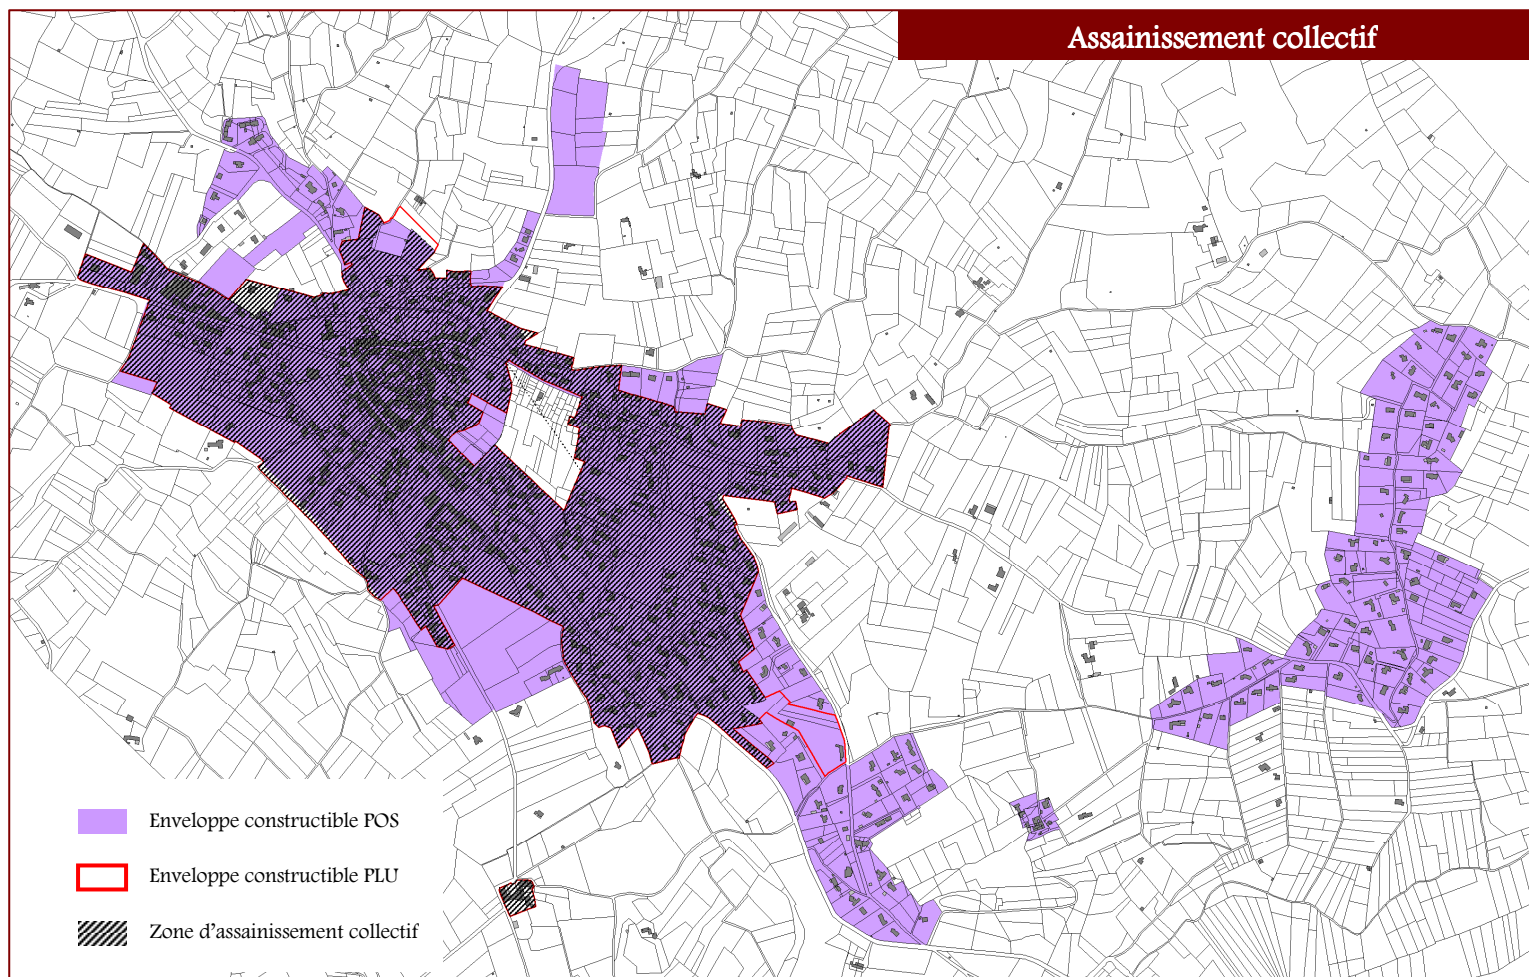 Assainissement collectif
Enveloppe constructible POS
Enveloppe constructible PLU
Zone d'assainissement collectif